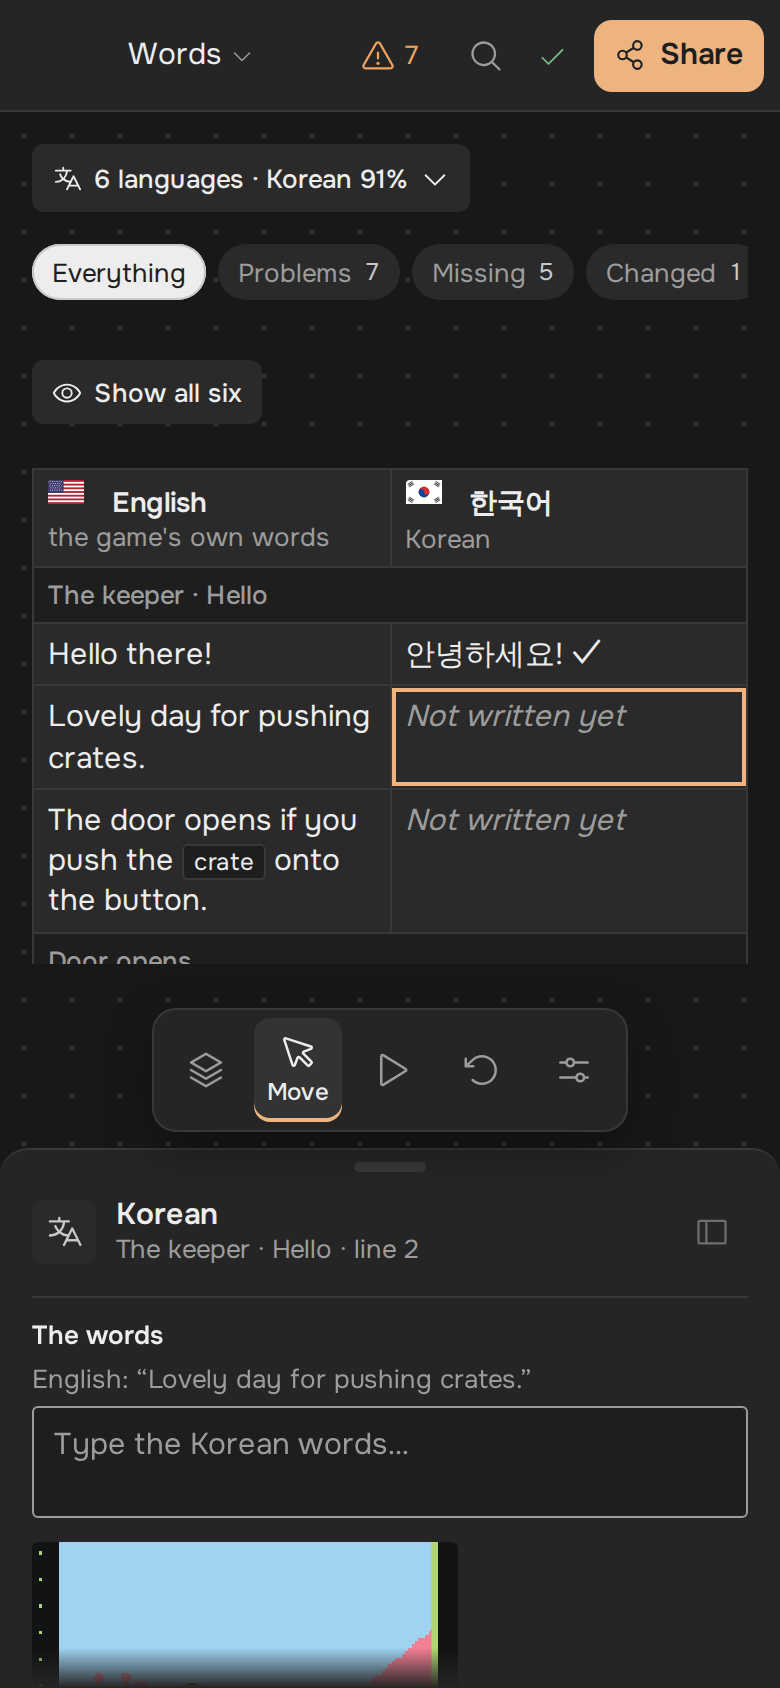 Words
7
Share
6 languages · Korean 91%
Everything
Problems 7
Missing 5
Changed 1
Show all six
English
the game's own words
한국어
Korean
The keeper · Hello
Hello there!
안녕하세요! ✓
Lovely day for pushing
crates.
Not written yet
The door opens if you
push the crate onto
the button.
Not written yet
Door opens
Move
Korean
The keeper · Hello · line 2
The words
English: “Lovely day for pushing crates.”
Type the Korean words...